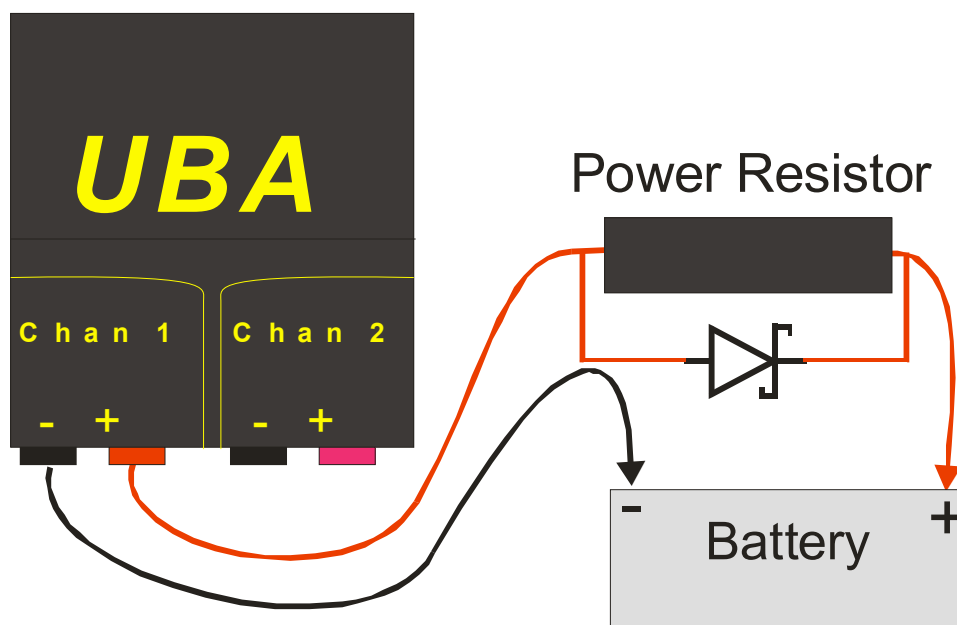 UBA
Power Resistor
Chan 1
Chan 2
- +
- +
- +
Battery